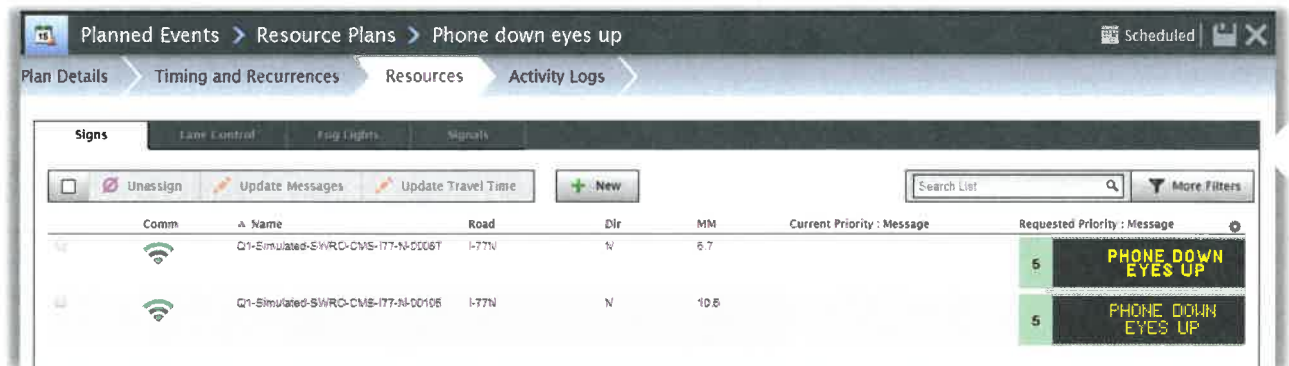 Planned Events > Resource Plans > Phone down eyes up
Scheduled
Plan Details
Timing and Recurrences
Resources
Activity Logs
Signs
Lane Control
Fog Lights
Signals
Unassign
Update Messages
Update Travel Time
New
Search List
More Filters
Comm
Name
Road
Dir
MM
Current Priority : Message
Requested Priority : Message
Q1-Simulated-SWRO-CMS-I77-N-00067
I-77N
N
6.7
5
PHONE DOWN
EYES UP
Q1-Simulated-SWRO-CMS-I77-N-00106
I-77N
N
10.6
5
PHONE DOWN
EYES UP